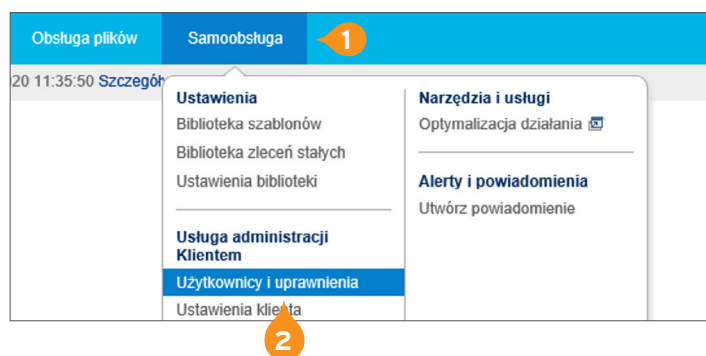 Obsługa plików
Samoobsługa
1
20 11:35:50 Szczegół
Ustawienia
Biblioteka szablonów
Biblioteka zleceń stałych
Ustawienia biblioteki
Usługa administracji
Klientem
Użytkownicy i uprawnienia
Ustawienia klienta
2
Narzędzia i usługi
Optymalizacja działania
Alerty i powiadomienia
Utwórz powiadomienie